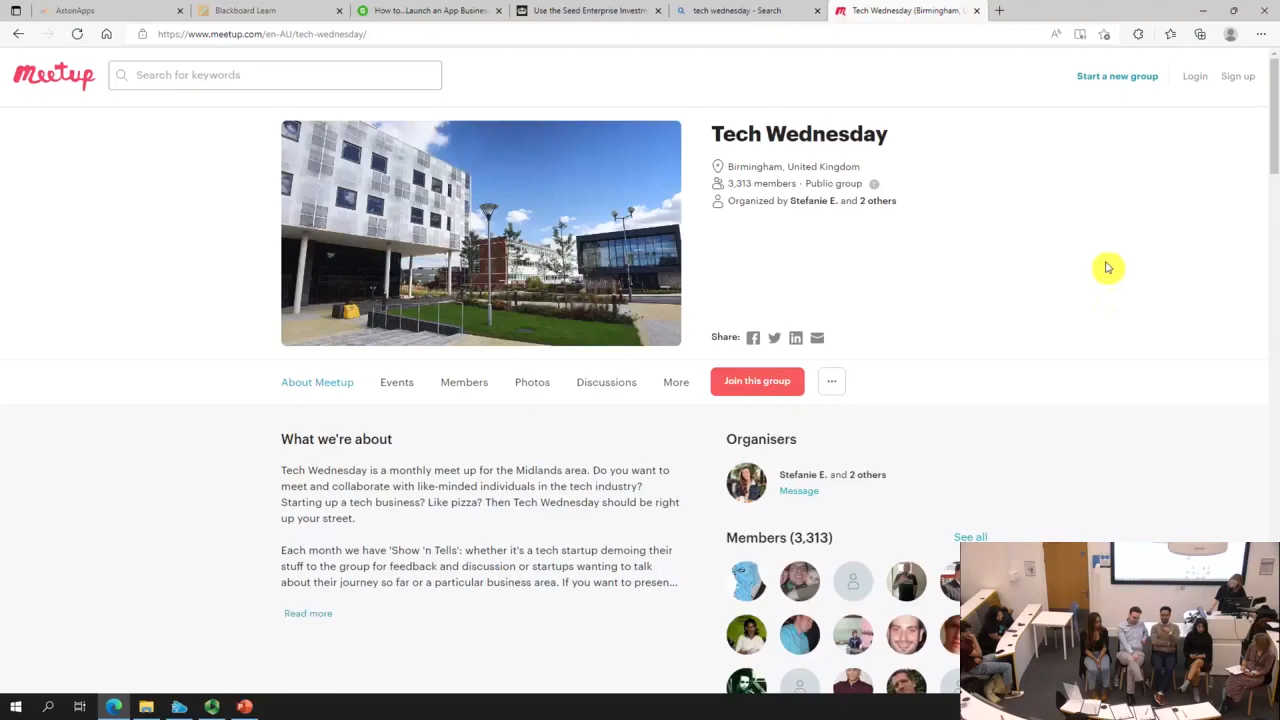 AstonApps
Blackboard Learn
How to...Launch an App Busines
Use the Seed Enterprise Investm
tech wednesday - Search
Tech Wednesday (Birmingham, U
https://www.meetup.com/en-AU/tech-wednesday/
meetup
Search for keywords
Start a new group
Login
Sign up
Tech Wednesday
Birmingham, United Kingdom
3,313 members · Public group ?
Organized by Stefanie E. and 2 others
Share:
About Meetup
Events
Members
Photos
Discussions
More
Join this group
What we're about
Tech Wednesday is a monthly meet up for the Midlands area. Do you want to
meet and collaborate with like-minded individuals in the tech industry?
Starting up a tech business? Like pizza? Then Tech Wednesday should be right
up your street.
Each month we have 'Show 'n Tells': whether it's a tech startup demoing their
stuff to the group for feedback and discussion or startups wanting to talk
about their journey so far or a particular business area. If you want to presen...
Read more
Organisers
Stefanie E. and 2 others
Message
Members (3,313)
See all